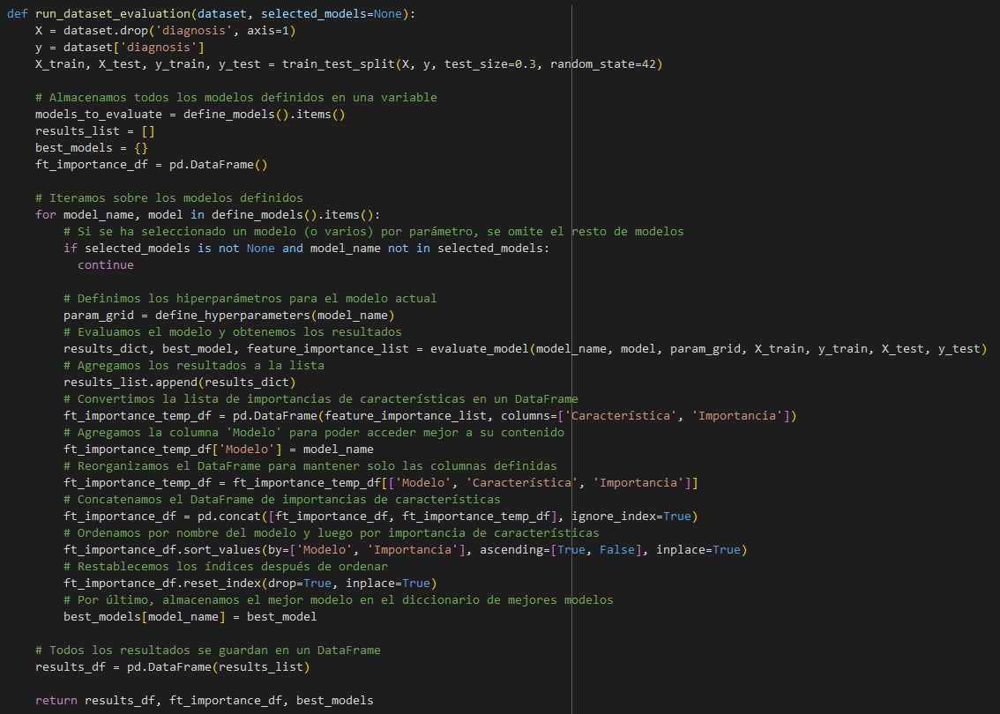 def run_dataset_evaluation(dataset, selected_models=None):
    X = dataset.drop('diagnosis', axis=1)
    y = dataset['diagnosis']
    X_train, X_test, y_train, y_test = train_test_split(X, y, test_size=0.3, random_state=42)

    # Almacenamos todos los modelos definidos en una variable
    models_to_evaluate = define_models().items()
    results_list = []
    best_models = {}
    ft_importance_df = pd.DataFrame()

    # Iteramos sobre los modelos definidos
    for model_name, model in define_models().items():
        # Si se ha seleccionado un modelo (o varios) por parámetro, se omite el resto de modelos
        if selected_models is not None and model_name not in selected_models:
          continue

        # Definimos los hiperparámetros para el modelo actual
        param_grid = define_hyperparameters(model_name)
        # Evaluamos el modelo y obtenemos los resultados
        results_dict, best_model, feature_importance_list = evaluate_model(model_name, model, param_grid, X_train, y_train, X_test, y_test)
        # Agregamos los resultados a la lista
        results_list.append(results_dict)
        # Convertimos la lista de importancias de características en un DataFrame
        ft_importance_temp_df = pd.DataFrame(feature_importance_list, columns=['Característica', 'Importancia'])
        # Agregamos la columna 'Modelo' para poder acceder mejor a su contenido
        ft_importance_temp_df['Modelo'] = model_name
        # Reorganizamos el DataFrame para mantener solo las columnas definidas
        ft_importance_temp_df = ft_importance_temp_df[['Modelo', 'Característica', 'Importancia']]
        # Concatenamos el DataFrame de importancias de características
        ft_importance_df = pd.concat([ft_importance_df, ft_importance_temp_df], ignore_index=True)
        # Ordenamos por nombre del modelo y luego por importancia de características
        ft_importance_df.sort_values(by=['Modelo', 'Importancia'], ascending=[True, False], inplace=True)
        # Restablecemos los índices después de ordenar
        ft_importance_df.reset_index(drop=True, inplace=True)
        # Por último, almacenamos el mejor modelo en el diccionario de mejores modelos
        best_models[model_name] = best_model

    # Todos los resultados se guardan en un DataFrame
    results_df = pd.DataFrame(results_list)

    return results_df, ft_importance_df, best_models